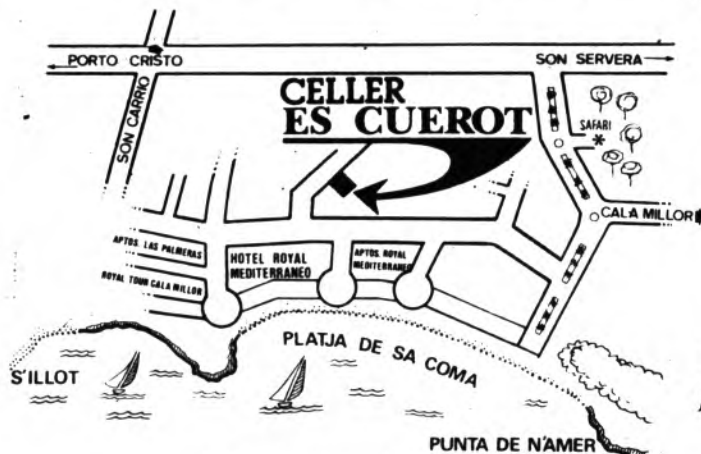 PORTO CRISTO
SON SERVERA
SON CARRIO
CELLER
ES CUEROT
SAFARI
CALA MILLOR
APTOS. LAS PALMERAS
HOTEL ROYAL
MEDITERRANEO
APTOS. ROYAL
MEDITERRANEO
ROYAL TOUR CALA MILLOR
PLATJA DE SA COMA
S'ILLOT
PUNTA DE N'AMER